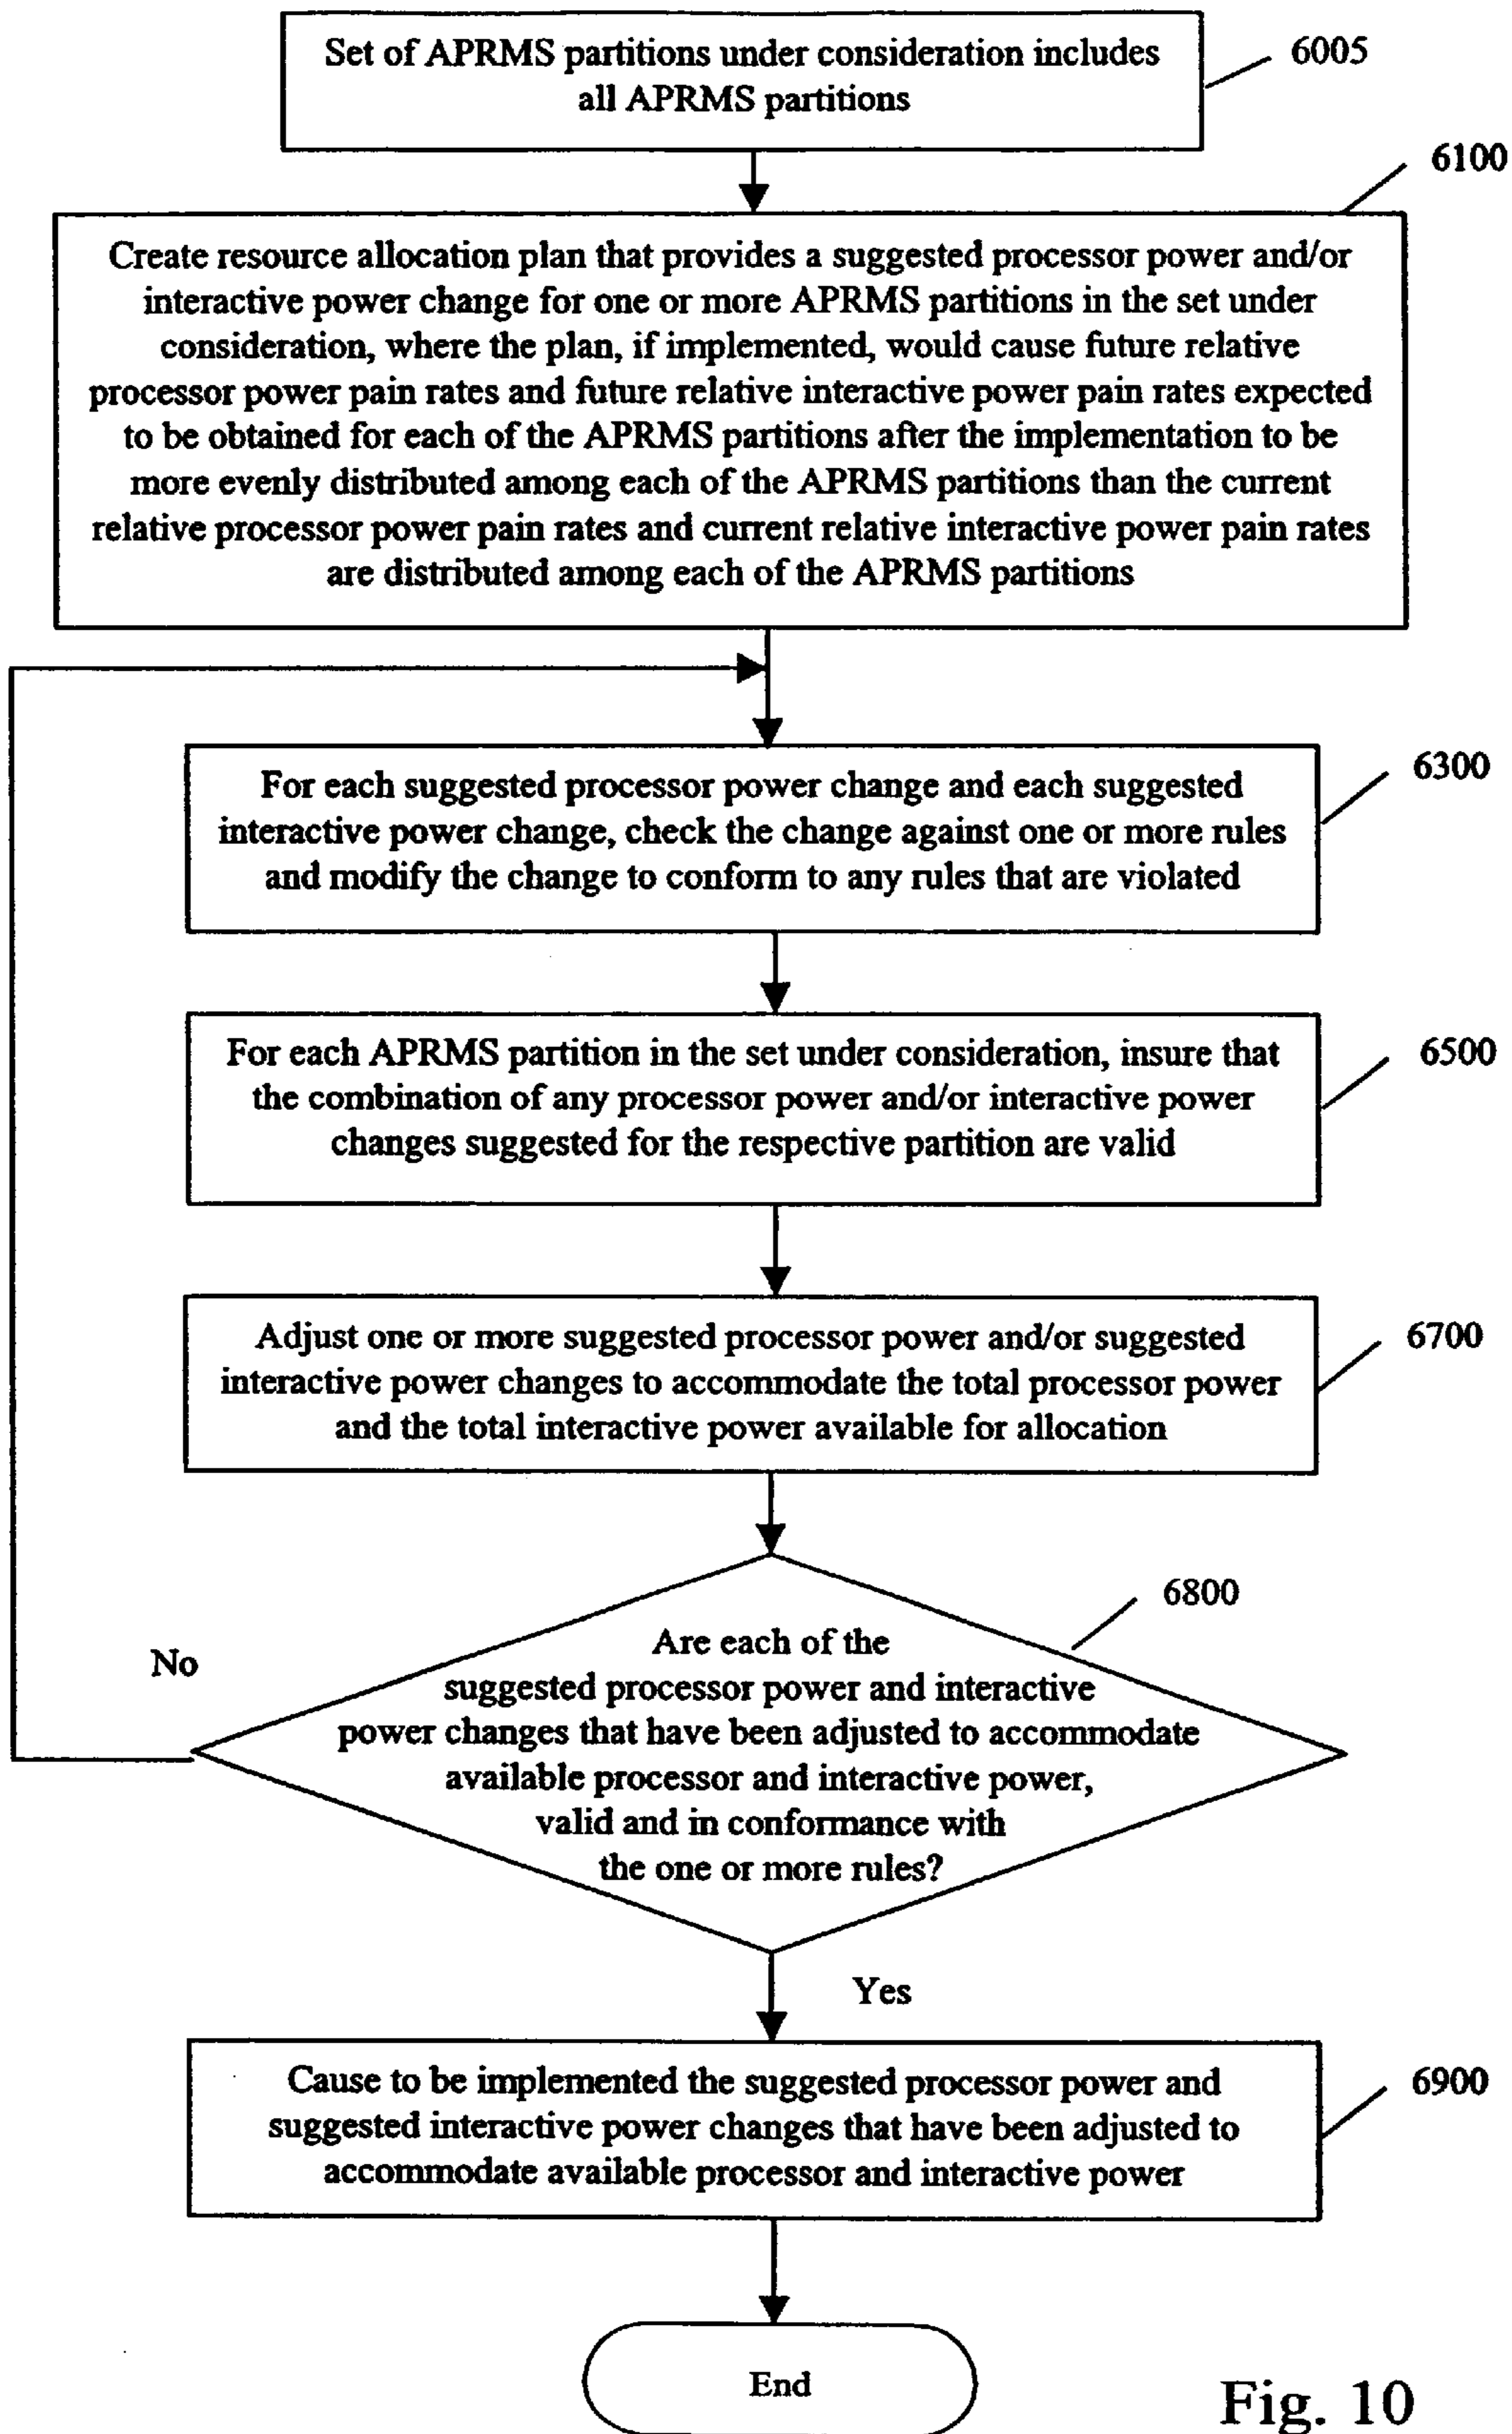 Set of APRMS partitions under consideration includes
all APRMS partitions
6005
6100
Create resource allocation plan that provides a suggested processor power and/or
interactive power change for one or more APRMS partitions in the set under
consideration, where the plan, if implemented, would cause future relative
processor power pain rates and future relative interactive power pain rates expected
to be obtained for each of the APRMS partitions after the implementation to be
more evenly distributed among each of the APRMS partitions than the current
relative processor power pain rates and current relative interactive power pain rates
are distributed among each of the APRMS partitions
6300
For each suggested processor power change and each suggested
interactive power change, check the change against one or more rules
and modify the change to conform to any rules that are violated
6500
For each APRMS partition in the set under consideration, insure that
the combination of any processor power and/or interactive power
changes suggested for the respective partition are valid
6700
Adjust one or more suggested processor power and/or suggested
interactive power changes to accommodate the total processor power
and the total interactive power available for allocation
6800
No
Are each of the
suggested processor power and interactive
power changes that have been adjusted to accommodate
available processor and interactive power,
valid and in conformance with
the one or more rules?
Yes
6900
Cause to be implemented the suggested processor power and
suggested interactive power changes that have been adjusted to
accommodate available processor and interactive power
End
Fig. 10